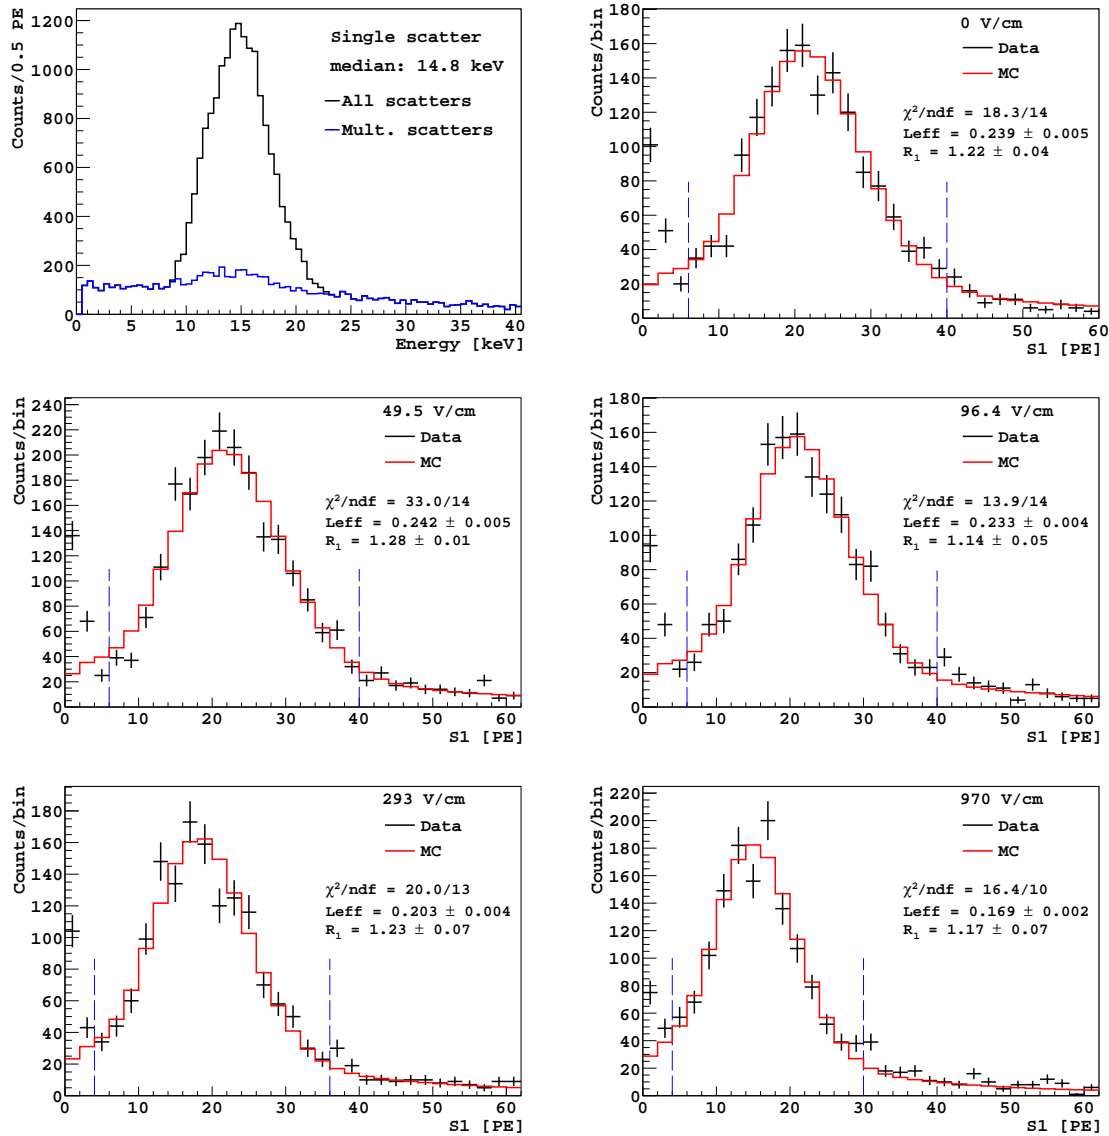 Counts/0.5 PE
1200
1000
800
600
400
200
0
Single scatter
median: 14.8 keV
All scatters
Mult. scatters
0 5 10 15 20 25 30 35 40
Energy [keV]
Counts/bin
180
160
140
120
100
80
60
40
20
0
0 V/cm
Data
MC
χ²/ndf = 18.3/14
Leff = 0.239 ± 0.005
R₁ = 1.22 ± 0.04
0 10 20 30 40 50 60
S1 [PE]
Counts/bin
240
220
200
180
160
140
120
100
80
60
40
20
0
49.5 V/cm
Data
MC
χ²/ndf = 33.0/14
Leff = 0.242 ± 0.005
R₁ = 1.28 ± 0.01
0 10 20 30 40 50 60
S1 [PE]
Counts/bin
180
160
140
120
100
80
60
40
20
0
96.4 V/cm
Data
MC
χ²/ndf = 13.9/14
Leff = 0.233 ± 0.004
R₁ = 1.14 ± 0.05
0 10 20 30 40 50 60
S1 [PE]
Counts/bin
180
160
140
120
100
80
60
40
20
0
293 V/cm
Data
MC
χ²/ndf = 20.0/13
Leff = 0.203 ± 0.004
R₁ = 1.23 ± 0.07
0 10 20 30 40 50 60
S1 [PE]
Counts/bin
220
200
180
160
140
120
100
80
60
40
20
0
970 V/cm
Data
MC
χ²/ndf = 16.4/10
Leff = 0.169 ± 0.002
R₁ = 1.17 ± 0.07
0 10 20 30 40 50 60
S1 [PE]